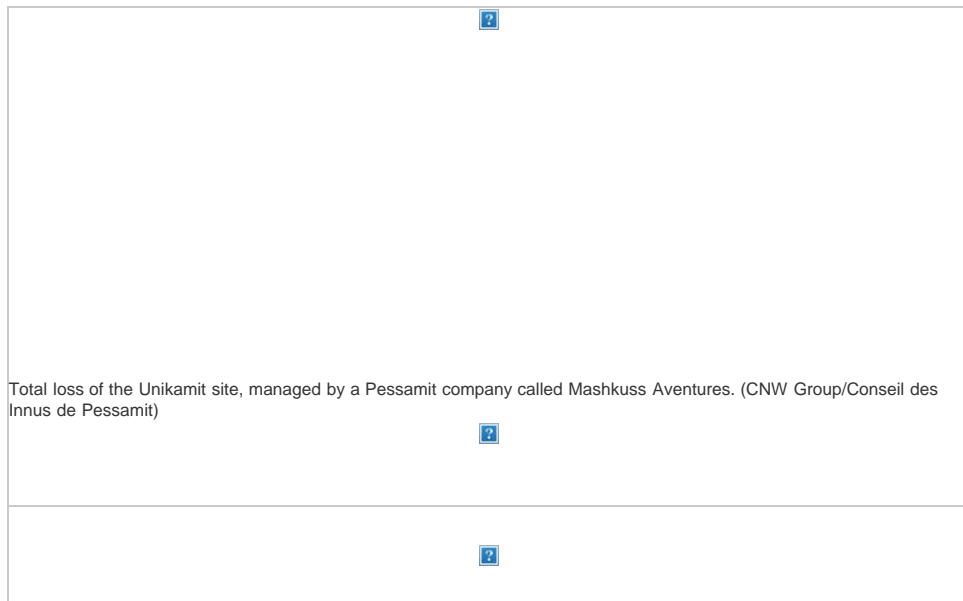 Total loss of the Unikamit site, managed by a Pessamit company called Mashkuss Aventures. (CNW Group/Conseil des
Innus de Pessamit)